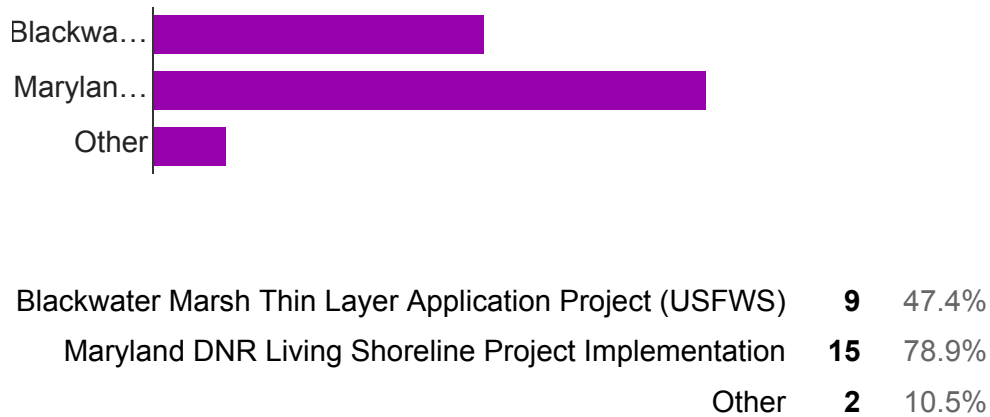 Blackwa…
Marylan…
Other
Blackwater Marsh Thin Layer Application Project (USFWS) 9 47.4%
Maryland DNR Living Shoreline Project Implementation 15 78.9%
Other 2 10.5%